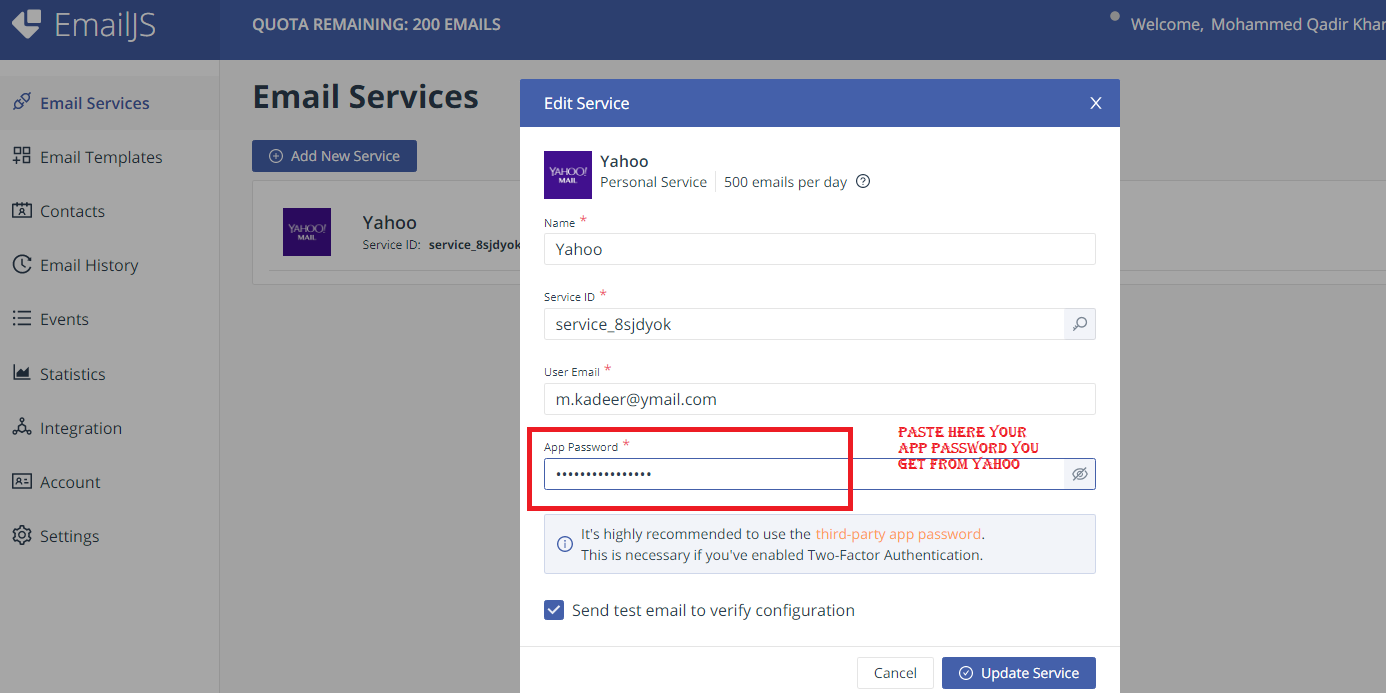 EmailJS
QUOTA REMAINING: 200 EMAILS
Welcome, Mohammed Qadir Khan
Email Services
Email Templates
Contacts
Email History
Events
Statistics
Integration
Account
Settings
Email Services
Add New Service
YAHOO!
MAIL
Yahoo
Service ID: service_8sjdyok
Edit Service
X
YAHOO!
MAIL
Yahoo
Personal Service
500 emails per day
Name *
Yahoo
Service ID *
service_8sjdyok
User Email *
m.kadeer@ymail.com
App Password *
••••••••••••••••
PASTE HERE YOUR
APP PASSWORD YOU
GET FROM YAHOO
It's highly recommended to use the third-party app password.
This is necessary if you've enabled Two-Factor Authentication.
Send test email to verify configuration
Cancel
Update Service